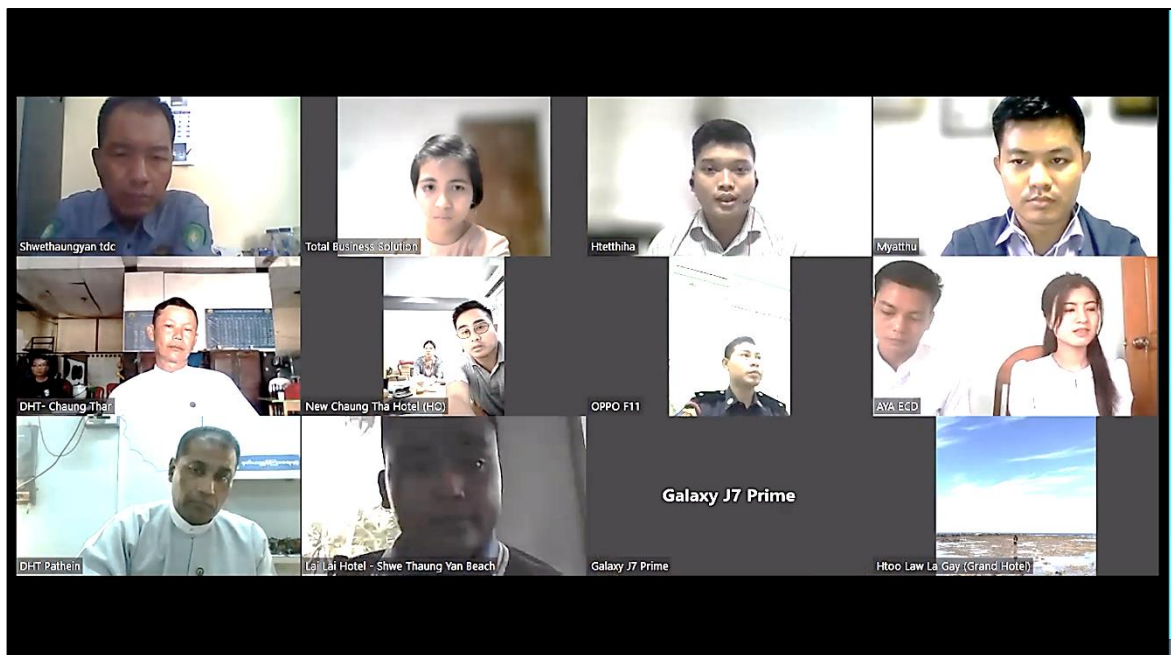 Shwethaungyan tdc
Total Business Solution
Htetthiha
Myatthu
DHT- Chaung Thar
New Chaung Tha Hotel (HO)
OPPO F11
AYA ECD
DHT Pathein
Lai Lai Hotel - Shwe Thaung Yan Beach
Galaxy J7 Prime
Galaxy J7 Prime
Htoo Law La Gay (Grand Hotel)